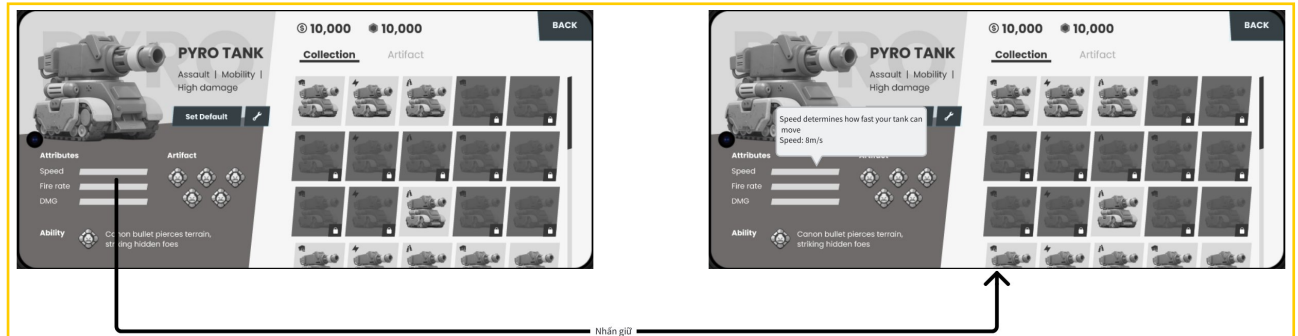 PYRO
PYRO TANK
Assault | Mobility |
High damage
Set Default
Attributes
Speed
Fire rate
DMG
Artifact
Ability
Canon bullet pierces terrain,
striking hidden foes
10,000
10,000
BACK
Collection
Artifact
PYRO
PYRO TANK
Assault | Mobility |
High damage
Speed determines how fast your tank can
move
Speed: 8m/s
Attributes
Speed
Fire rate
DMG
Ability
Canon bullet pierces terrain,
striking hidden foes
10,000
10,000
BACK
Collection
Artifact
Nhấn giữ